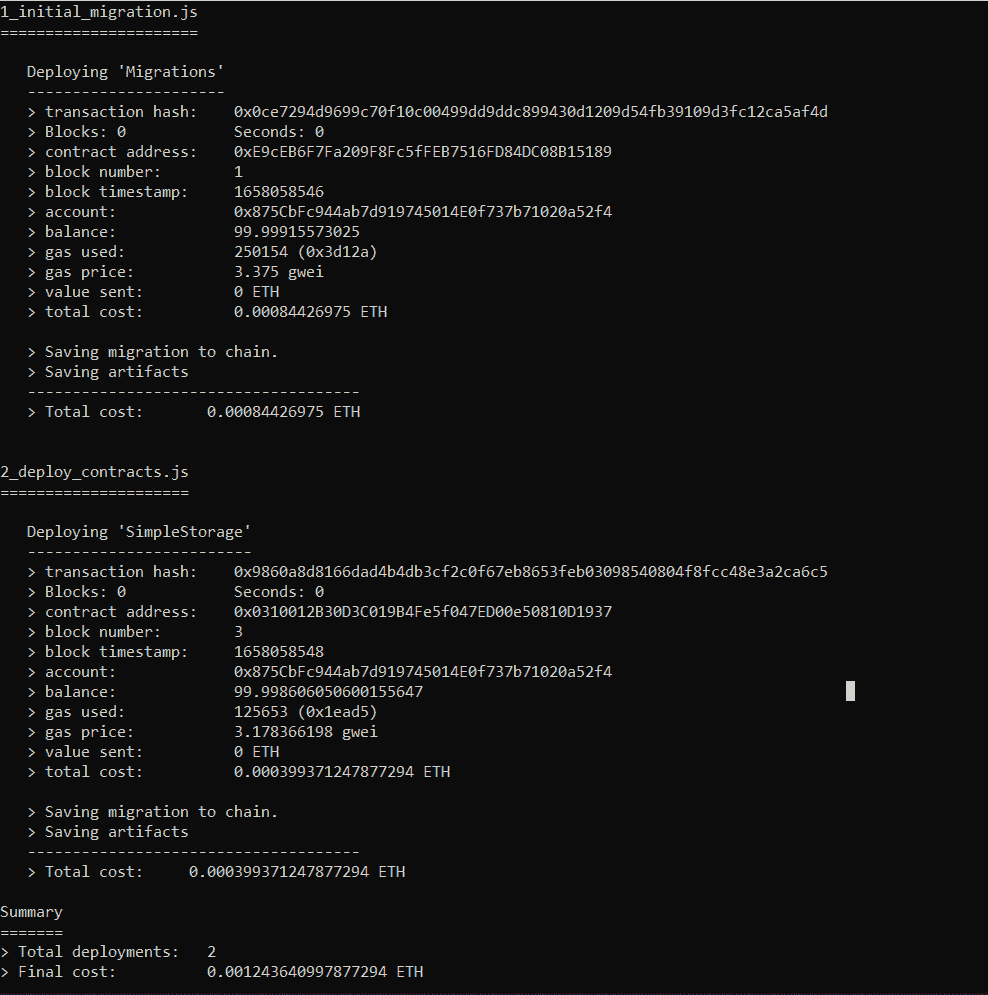 1_initial_migration.js
======================
Deploying 'Migrations'
----------------------
> transaction hash:    0x0ce7294d9699c70f10c00499dd9ddc899430d1209d54fb39109d3fc12ca5af4d
> Blocks: 0            Seconds: 0
> contract address:    0xE9cEB6F7Fa209F8Fc5fFEB7516FD84DC08B15189
> block number:        1
> block timestamp:     1658058546
> account:             0x875CbFc944ab7d919745014E0f737b71020a52f4
> balance:             99.99915573025
> gas used:            250154 (0x3d12a)
> gas price:           3.375 gwei
> value sent:          0 ETH
> total cost:          0.00084426975 ETH
> Saving migration to chain.
> Saving artifacts
-------------------------------------
> Total cost:       0.00084426975 ETH
2_deploy_contracts.js
=====================
Deploying 'SimpleStorage'
-------------------------
> transaction hash:    0x9860a8d8166dad4b4db3cf2c0f67eb8653feb03098540804f8fcc48e3a2ca6c5
> Blocks: 0            Seconds: 0
> contract address:    0x0310012B30D3C019B4Fe5f047ED00e50810D1937
> block number:        3
> block timestamp:     1658058548
> account:             0x875CbFc944ab7d919745014E0f737b71020a52f4
> balance:             99.998606050600155647
> gas used:            125653 (0x1ead5)
> gas price:           3.178366198 gwei
> value sent:          0 ETH
> total cost:          0.000399371247877294 ETH
> Saving migration to chain.
> Saving artifacts
-------------------------------------
> Total cost:     0.000399371247877294 ETH
Summary
=======
> Total deployments:   2
> Final cost:          0.001243640997877294 ETH